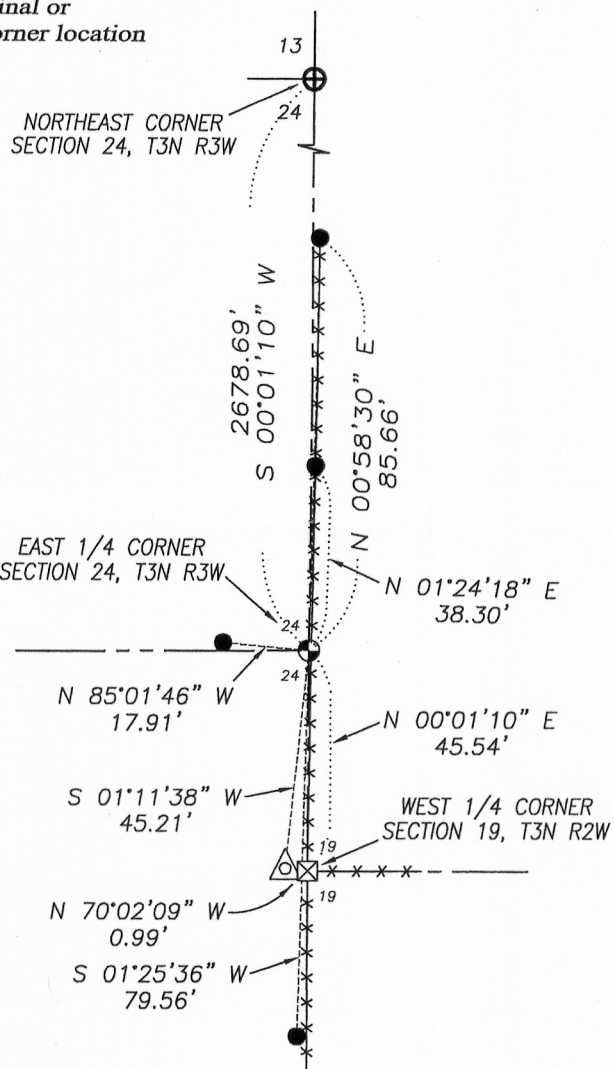 inal or
orner location
13
24
NORTHEAST CORNER
SECTION 24, T3N R3W
2678.69'
S 00°01'10" W
N 00°58'30" E
85.66'
EAST 1/4 CORNER
SECTION 24, T3N R3W
N 01°24'18" E
38.30'
24
24
N 85°01'46" W
17.91'
N 00°01'10" E
45.54'
S 01°11'38" W
45.21'
WEST 1/4 CORNER
SECTION 19, T3N R2W
19
19
N 70°02'09" W
0.99'
S 01°25'36" W
79.56'